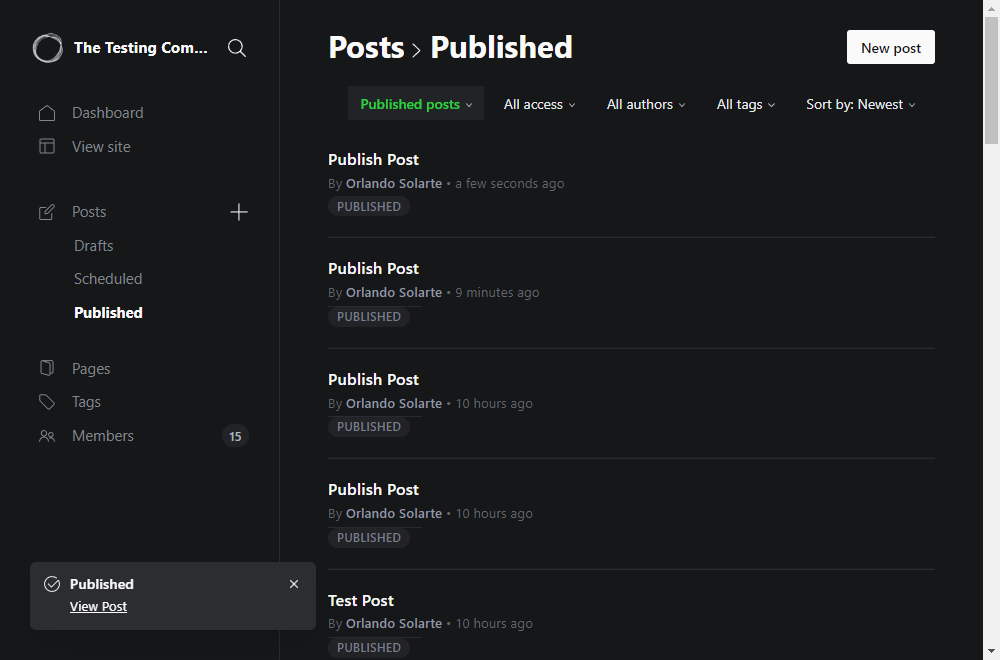 The Testing Com...
Dashboard
View site
Posts
Drafts
Scheduled
Published
Pages
Tags
Members 15
Published
View Post
Posts > Published
New post
Published posts All access All authors All tags Sort by: Newest
Publish Post
By Orlando Solarte • a few seconds ago
PUBLISHED
Publish Post
By Orlando Solarte • 9 minutes ago
PUBLISHED
Publish Post
By Orlando Solarte • 10 hours ago
PUBLISHED
Publish Post
By Orlando Solarte • 10 hours ago
PUBLISHED
Test Post
By Orlando Solarte • 10 hours ago
PUBLISHED